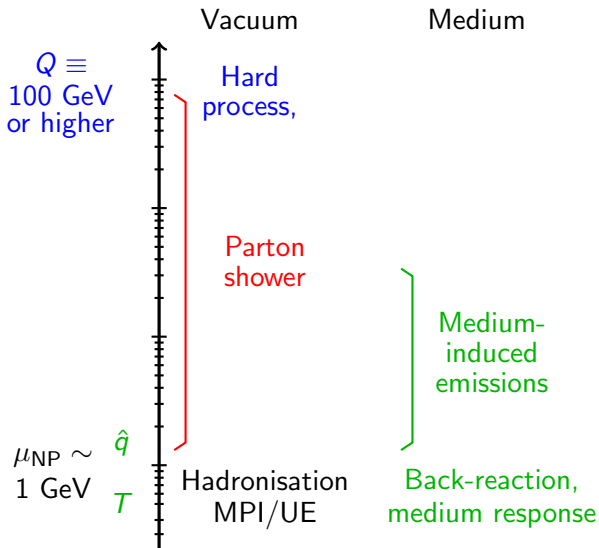 Vacuum
Medium
Q ≡
100 GeV
or higher
Hard
process,
Parton
shower
Medium-
induced
emissions
q̂
μNP ∼
1 GeV
T
Hadronisation
MPI/UE
Back-reaction,
medium response